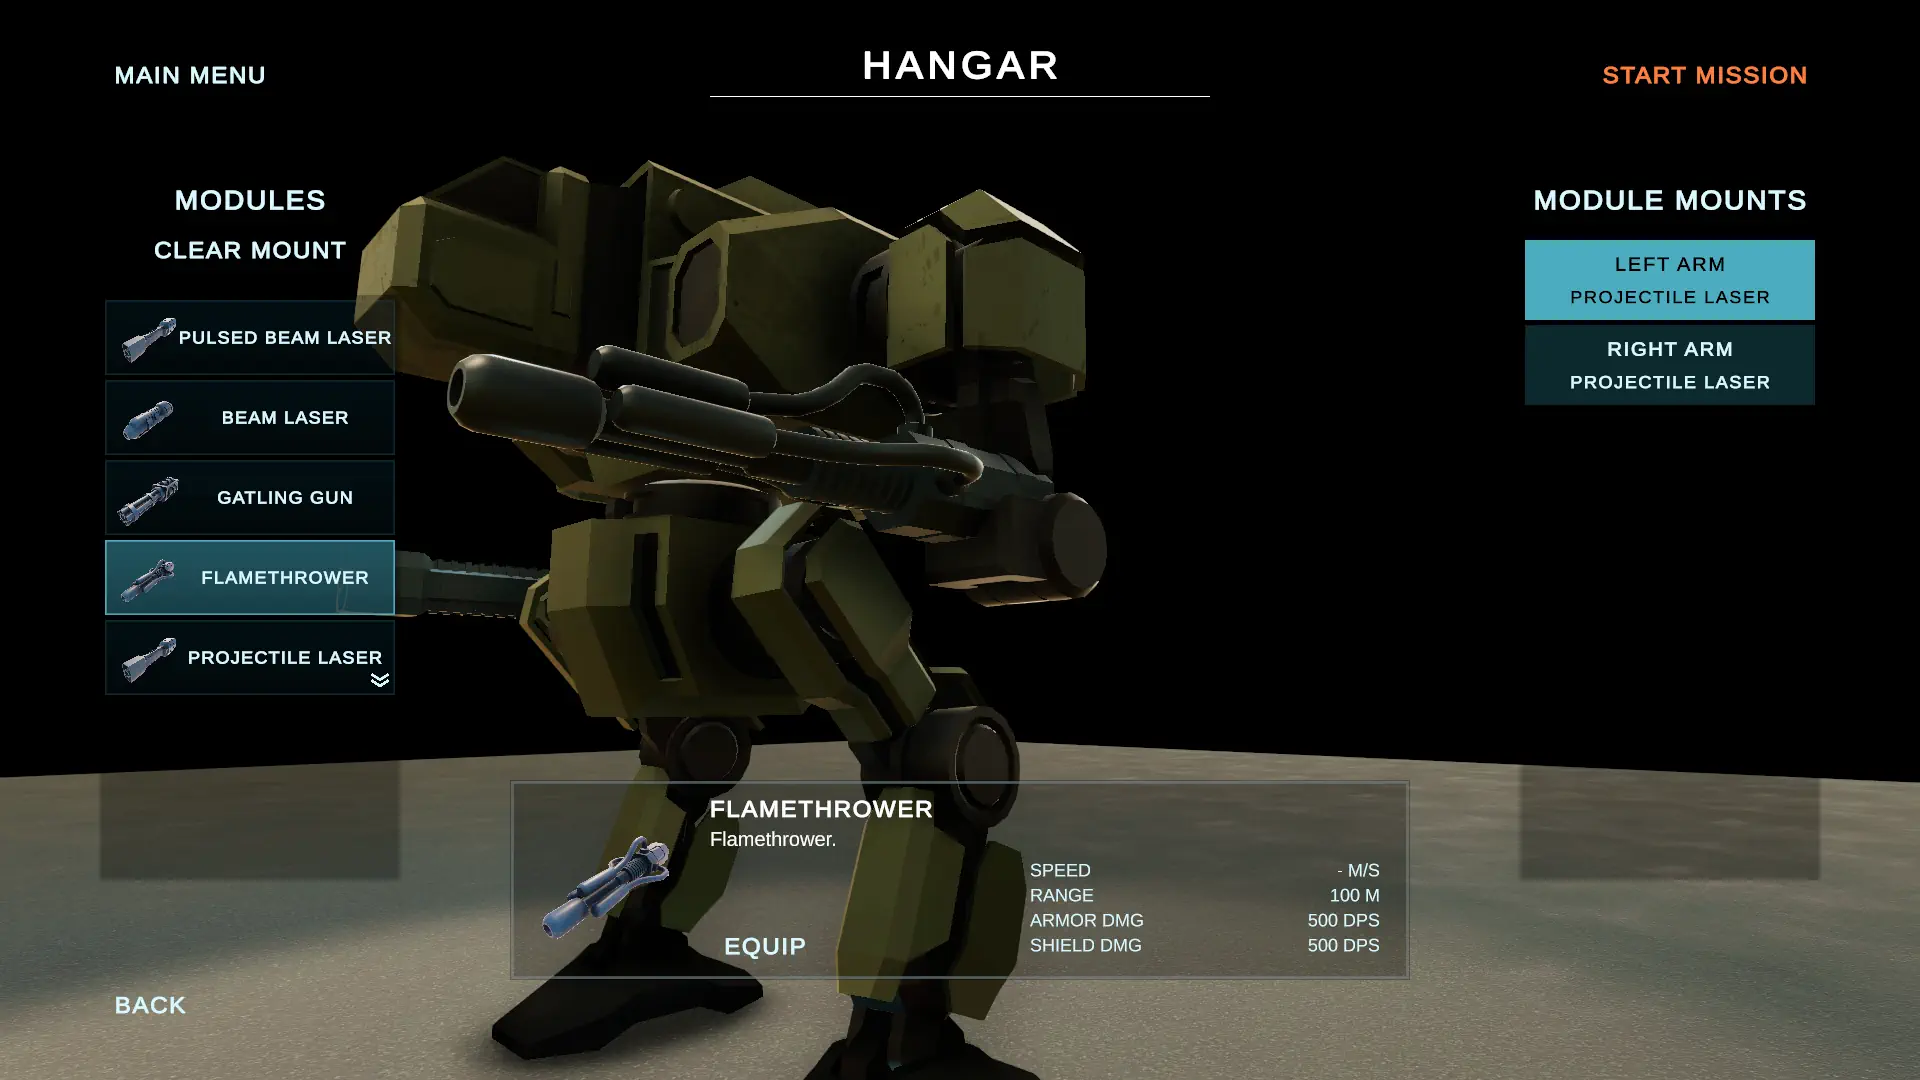 MAIN MENU
HANGAR
START MISSION
MODULES
CLEAR MOUNT
PULSED BEAM LASER
BEAM LASER
GATLING GUN
FLAMETHROWER
PROJECTILE LASER
MODULE MOUNTS
LEFT ARM
PROJECTILE LASER
RIGHT ARM
PROJECTILE LASER
FLAMETHROWER
Flamethrower.
EQUIP
SPEED - M/S
RANGE 100 M
ARMOR DMG 500 DPS
SHIELD DMG 500 DPS
BACK